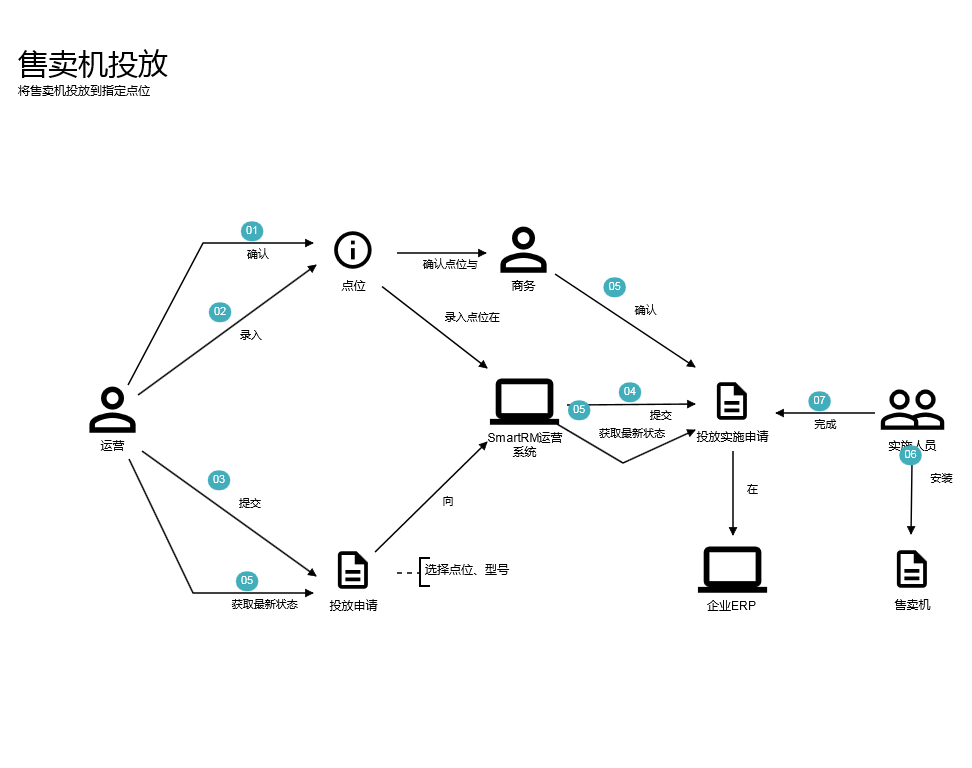 售卖机投放
将售卖机投放到指定点位
01
确认
02
录入
点位
确认点位与
商务
05
确认
录入点位在
运营
SmartRM运营
系统
04
提交
05
获取最新状态
投放实施申请
07
完成
实施人员
06
安装
03
提交
向
在
05
获取最新状态
投放申请
选择点位、型号
企业ERP
售卖机